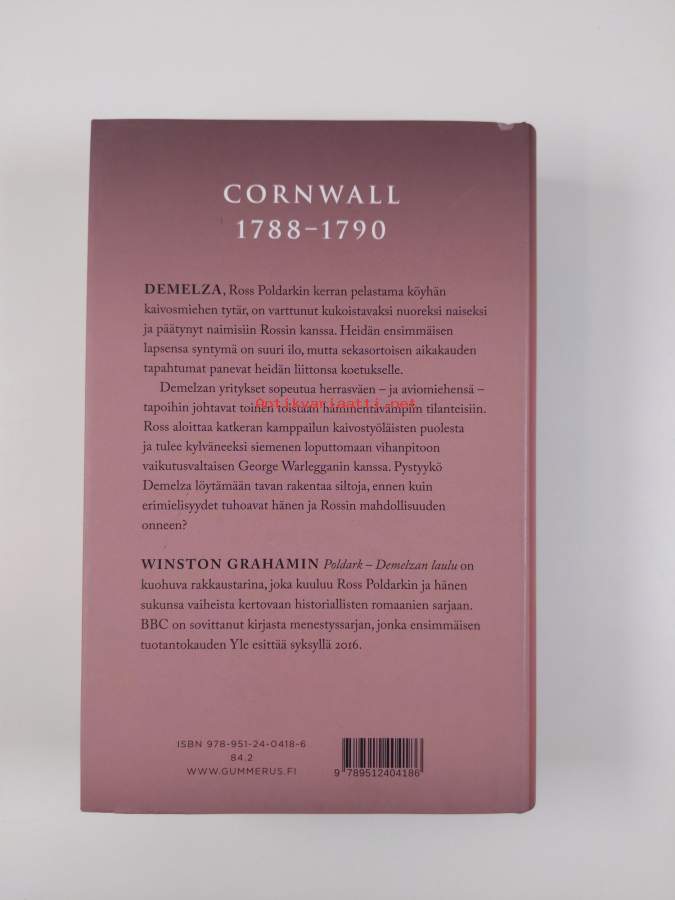 CORNWALL
1788–1790
DEMELZA, Ross Poldarkin kerran pelastama köyhän
kaivosmiehen tytär, on varttunut kukoistavaksi nuoreksi naiseksi
ja päätynyt naimisiin Rossin kanssa. Heidän ensimmäisen
lapsensa syntymä on suuri ilo, mutta sekasortoisen aikakauden
tapahtumat panevat heidän liittonsa koetukselle.
Demelzan yritykset sopeutua herrasväen – ja aviomiehensä –
Antikvariaatti.net
tapoihin johtavat toinen toistaan hämmentävämpiin tilanteisiin.
Ross aloittaa katkeran kamppailun kaivostyöläisten puolesta
ja tulee kylväneeksi siemenen loputtomaan vihanpitoon
vaikutusvaltaisen George Warlegganin kanssa. Pystyykö
Demelza löytämään tavan rakentaa siltoja, ennen kuin
erimielisyydet tuhoavat hänen ja Rossin mahdollisuuden
onneen?
WINSTON GRAHAMIN Poldark – Demelzan laulu on
kuohuva rakkaustarina, joka kuuluu Ross Poldarkin ja hänen
sukunsa vaiheista kertovaan historiallisten romaanien sarjaan.
BBC on sovittanut kirjasta menestyssarjan, jonka ensimmäisen
tuotantokauden Yle esittää syksyllä 2016.
ISBN 978-951-24-0418-6
84.2
WWW.GUMMERUS.FI
9 789512 404186